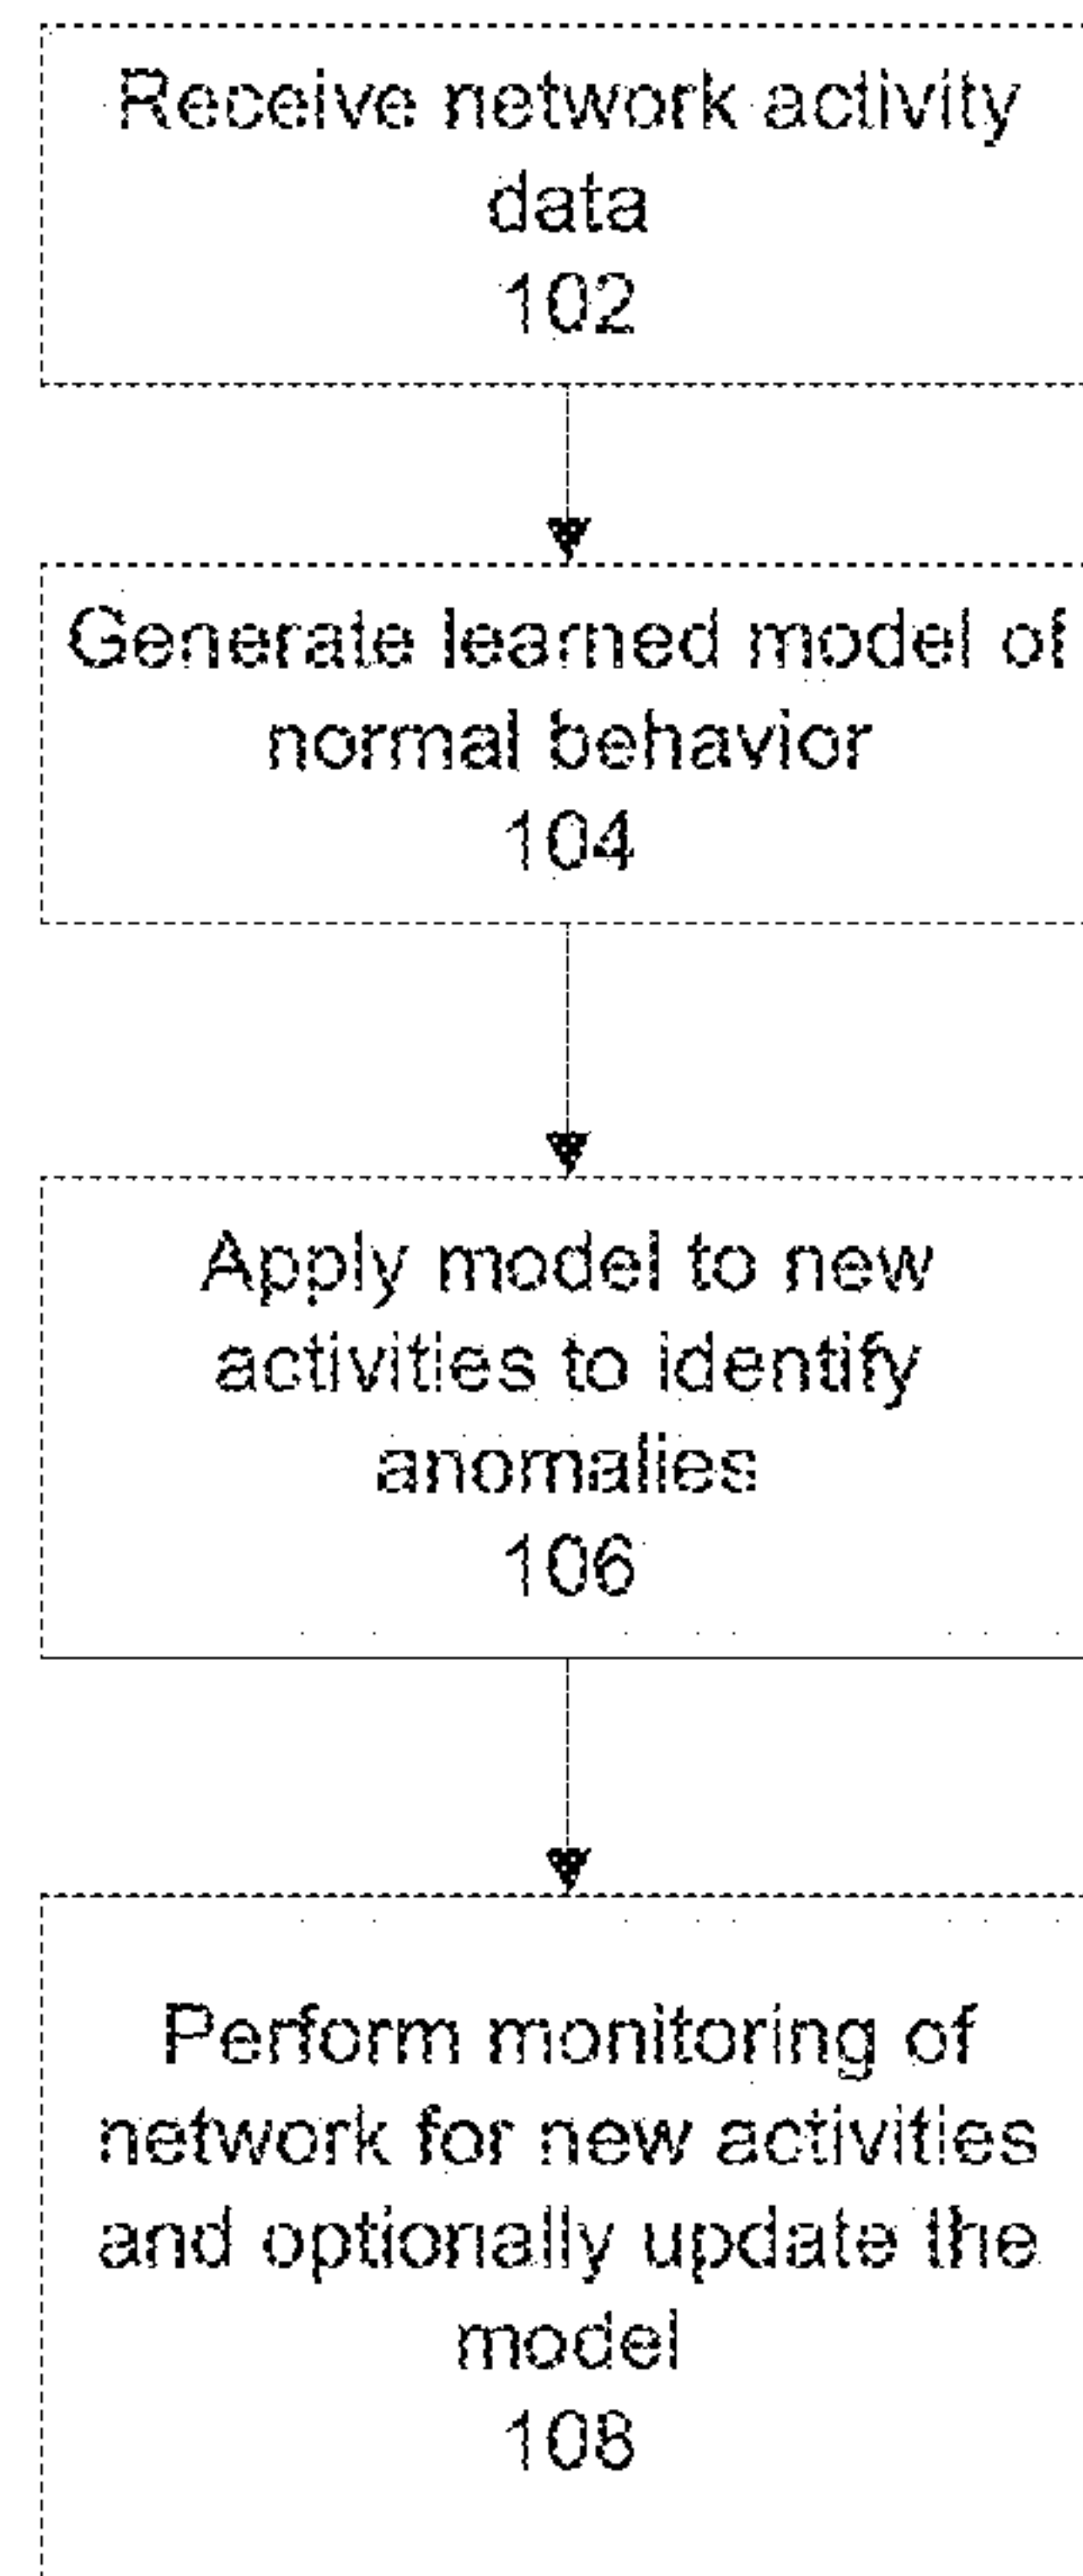 Receive network activity
data
102
Generate learned model of
normal behavior
104
Apply model to new
activities to identify
anomalies
106
Perform monitoring of
network for new activities
and optionally update the
model
108